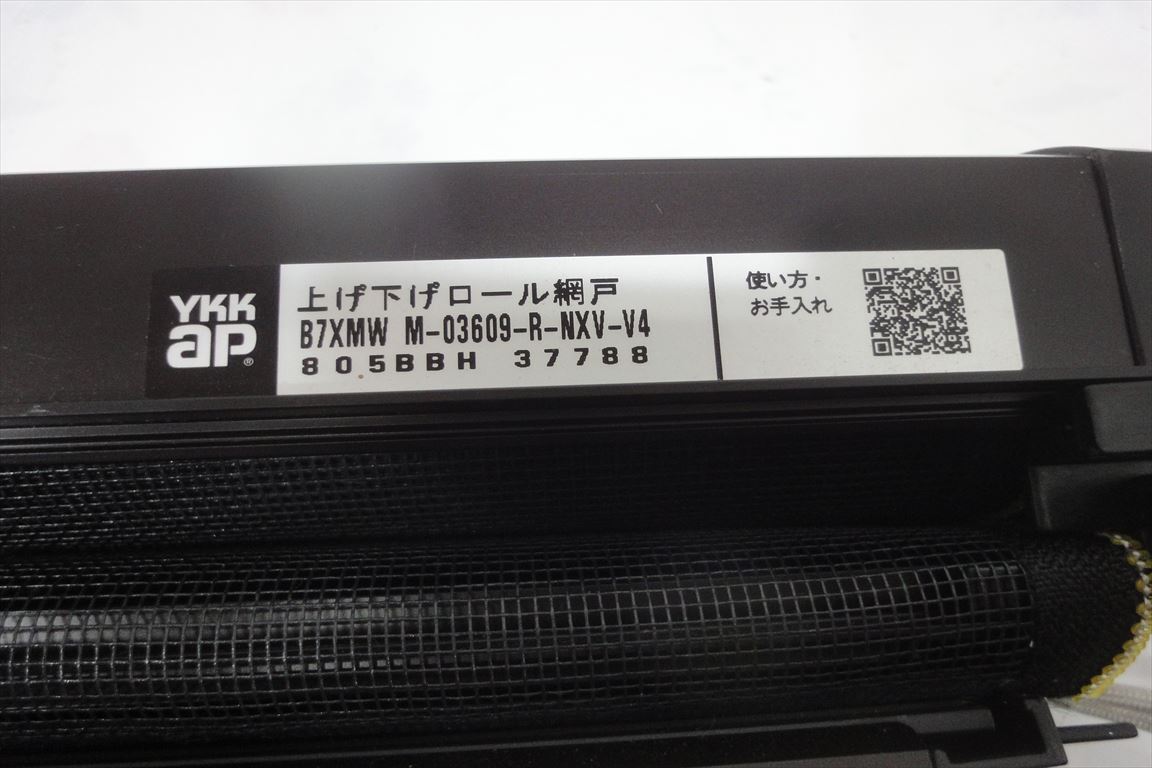 YKK
ap®
上げ下げロール網戸
B7XMW M-03609-R-NXV-V4
805BBH 37788
使い方・
お手入れ